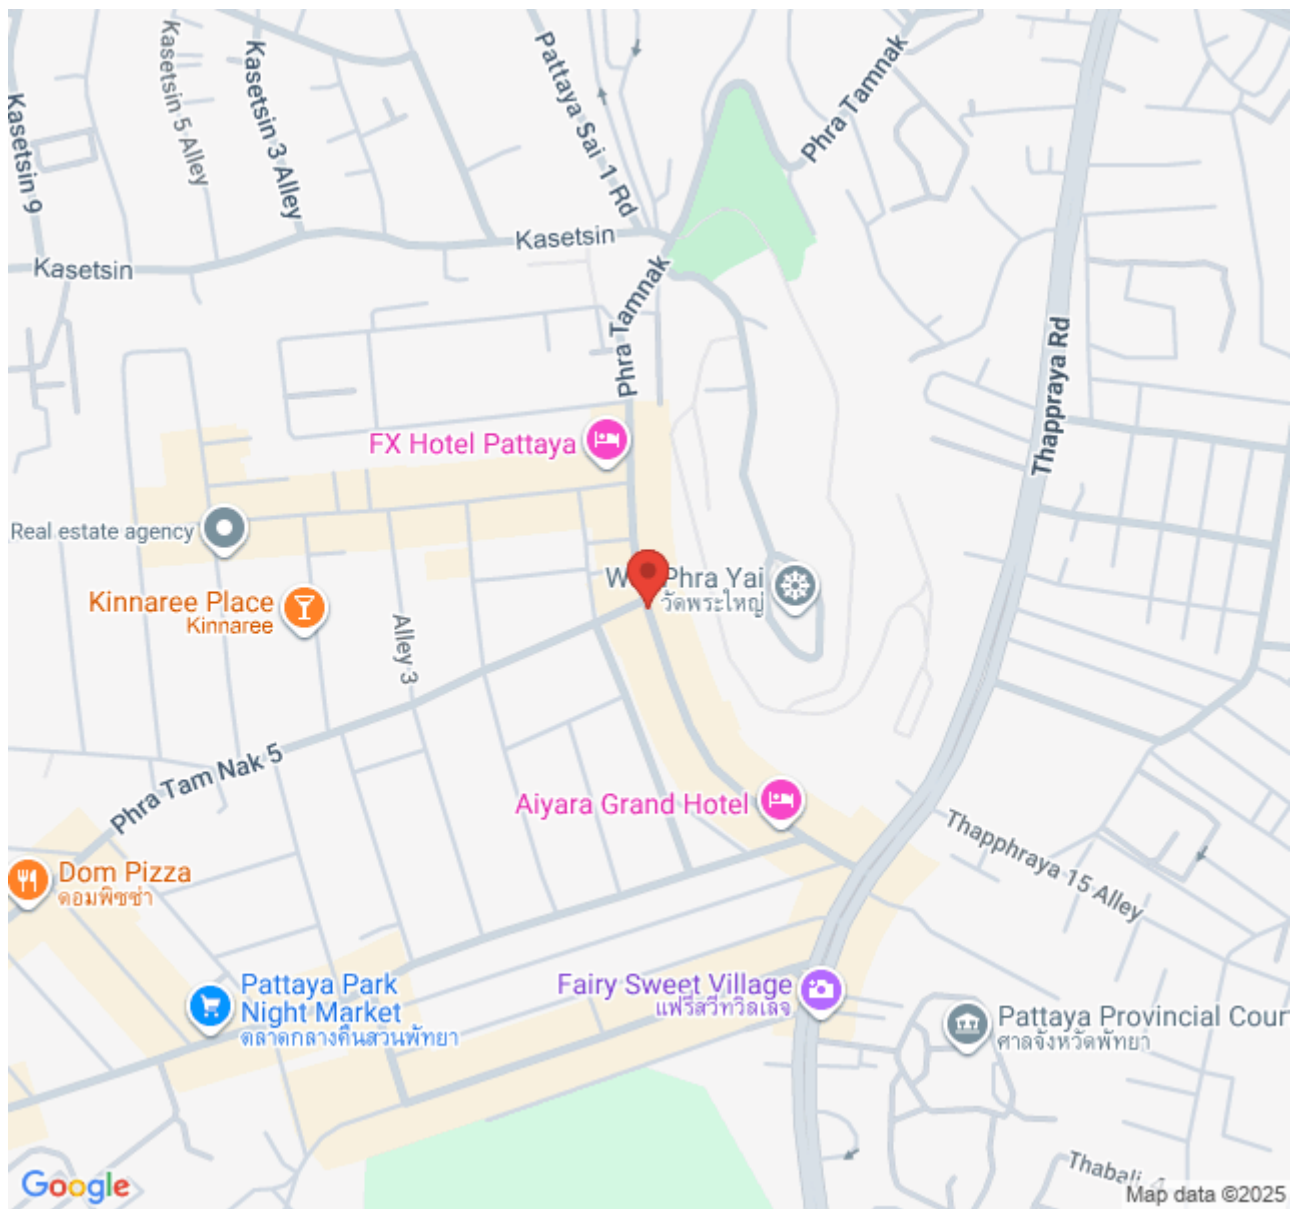 Kasetsin 9
Kasetsin 5 Alley
Kasetsin 3 Alley
Pattaya Sai 1 Rd
Phra Tamnak
Kasetsin
Kasetsin
Phra Tamnak
Thappraya Rd
FX Hotel Pattaya
Real estate agency
Phra Yai
วัดพระใหญ่
Kinnaree Place
Kinnaree
Alley 3
Phra Tam Nak 5
Aiyara Grand Hotel
Thapphraya 15 Alley
Dom Pizza
ดอมพิซซ่า
Pattaya Park
Night Market
ตลาดกลางคืนสวนพัทยา
Fairy Sweet Village
แฟรี่สวีทวิลเลจ
Pattaya Provincial Cour
ศาลจังหวัดพัทยา
Thabali 4
Google
Map data ©2025